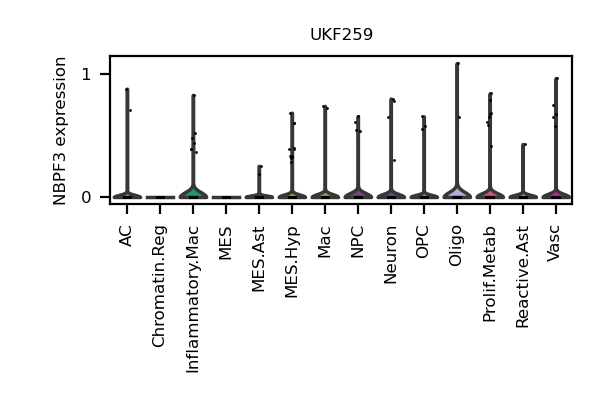 UKF259
NBPF3 expression
1
0
AC
Chromatin.Reg
Inflammatory.Mac
MES
MES.Ast
MES.Hyp
Mac
NPC
Neuron
OPC
Oligo
Prolif.Metab
Reactive.Ast
Vasc